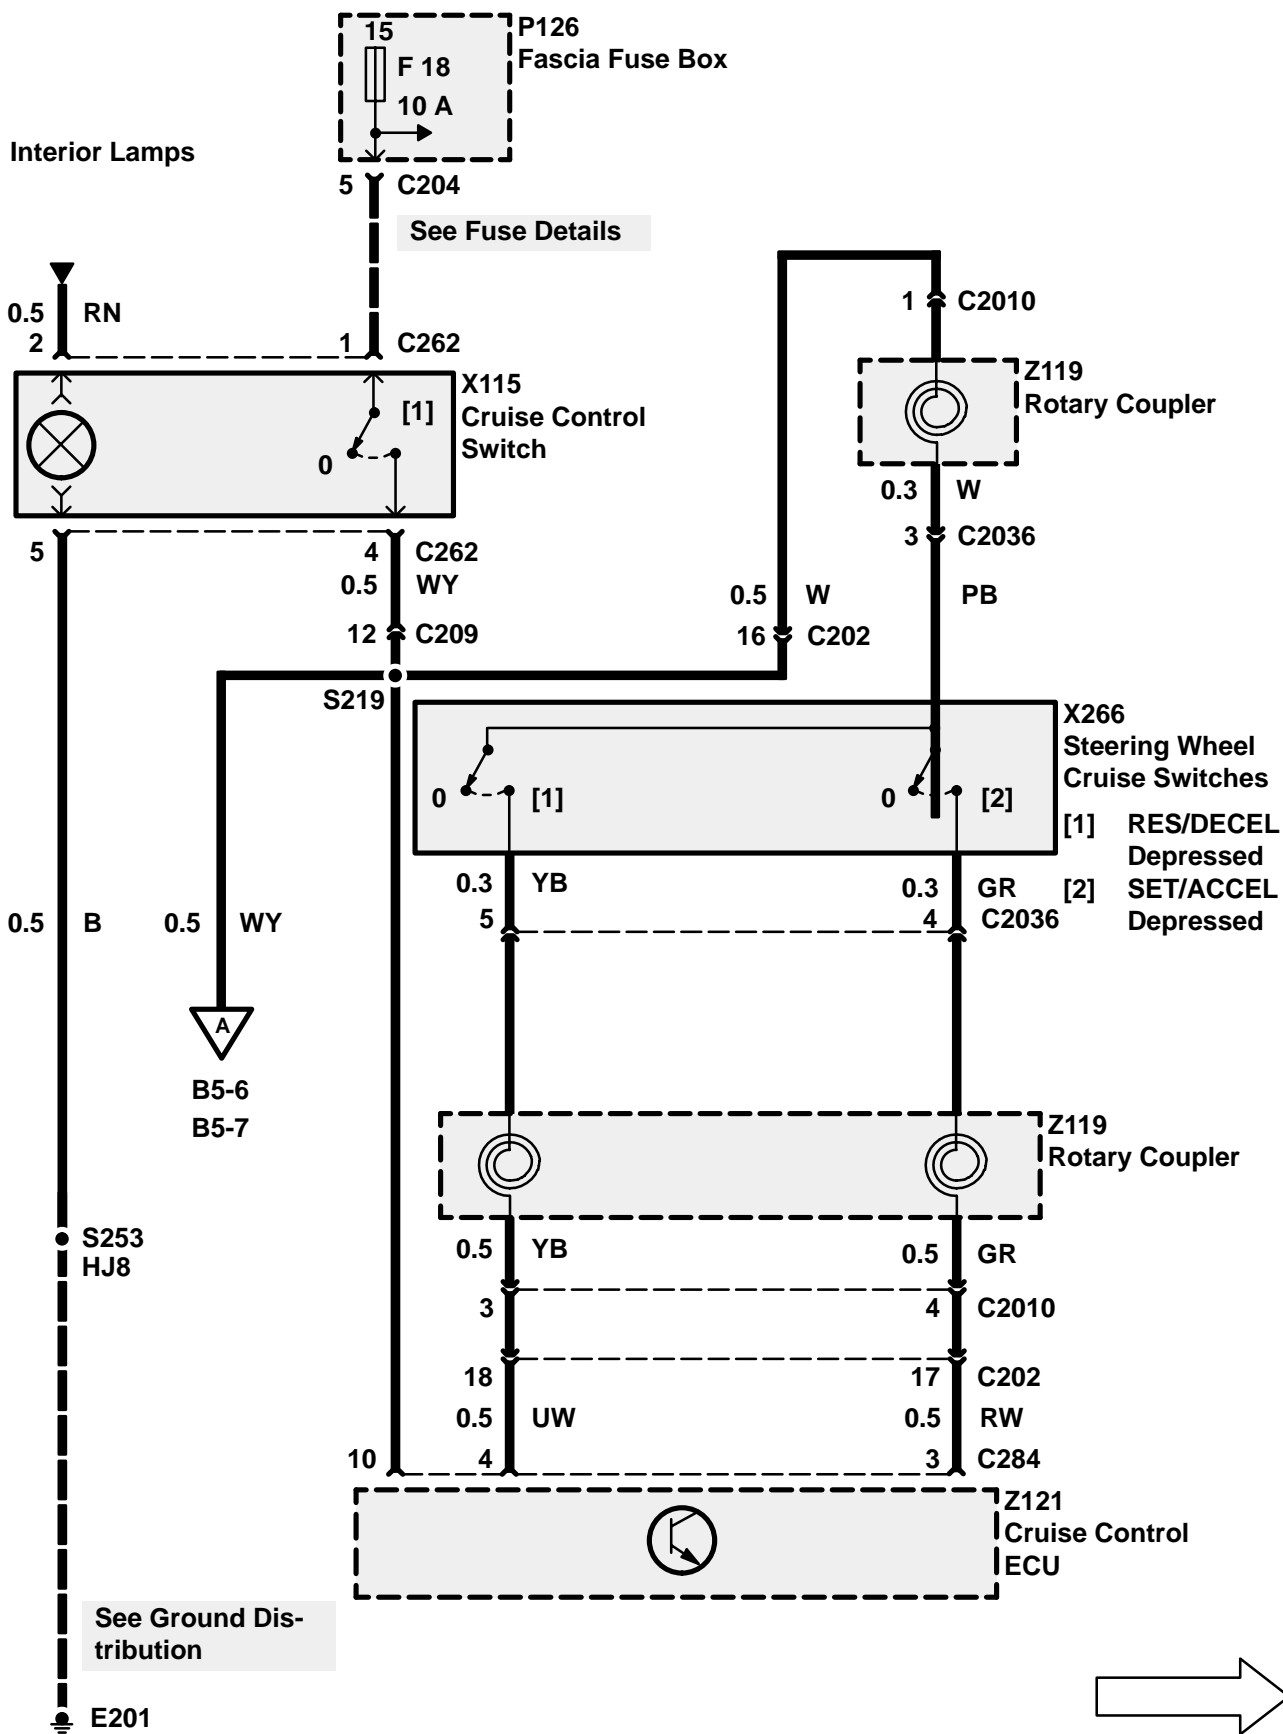 15
P126
Fascia Fuse Box
F 18
10 A
Interior Lamps
5 C204
See Fuse Details
1 C2010
0.5 RN
2
1 C262
Z119
Rotary Coupler
X115
Cruise Control
Switch
[1]
0
0.3 W
3 C2036
5
4 C262
0.5 WY
0.5 W
PB
12 C209
16 C202
S219
X266
Steering Wheel
Cruise Switches
0 [1]
0 [2]
[1] RES/DECEL
Depressed
[2] SET/ACCEL
Depressed
0.3 YB
0.3 GR
5
4 C2036
0.5 B
0.5 WY
A
B5-6
B5-7
Z119
Rotary Coupler
S253
HJ8
0.5 YB
0.5 GR
3
4 C2010
18
17 C202
0.5 UW
0.5 RW
10
4
3 C284
Z121
Cruise Control
ECU
See Ground Dis-
tribution
E201